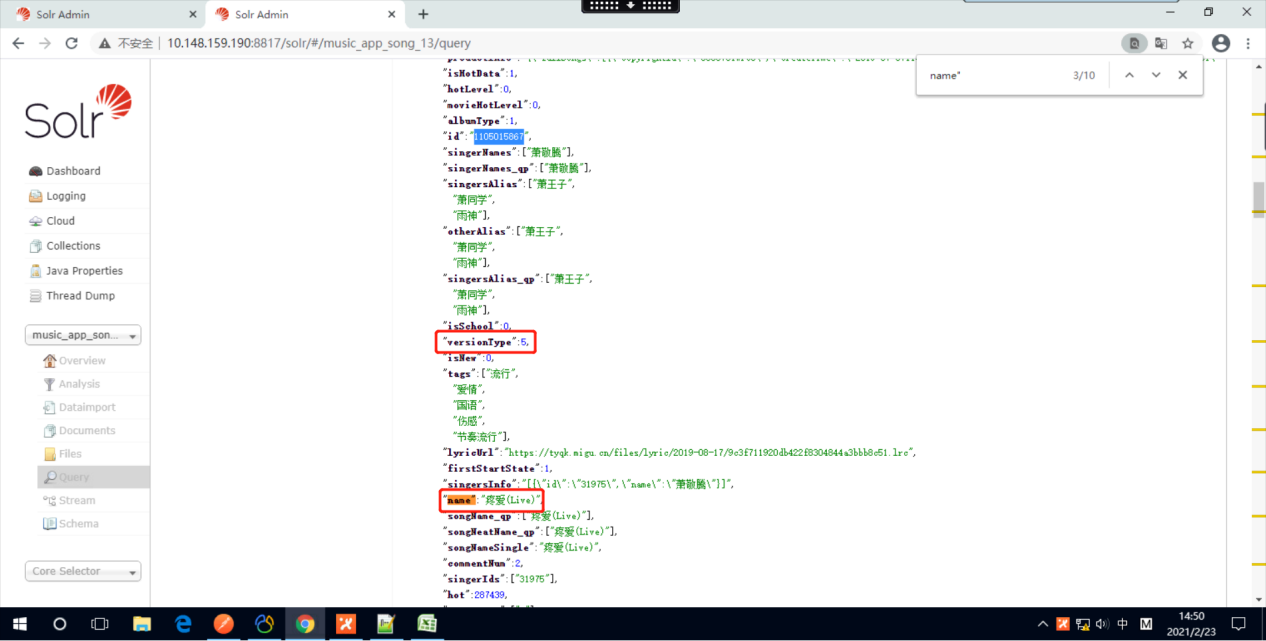 Solr Admin
Solr Admin
不安全
10.148.159.190:8817/solr/#/music_app_song_13/query
name"
3/10
Solr
Dashboard
Logging
Cloud
Collections
Java Properties
Thread Dump
music_app_son...
Overview
Analysis
Dataimport
Documents
Files
Query
Stream
Schema
Core Selector
"isHotData":1,
"hotLevel":0,
"movieHotLevel":0,
"albumType":1,
"id":"1105015867",
"singerNames":["萧敬腾"],
"singerNames_qp":["萧敬腾"],
"singersAlias":["萧王子",
"萧同学",
"雨神"],
"otherAlias":["萧王子",
"萧同学",
"雨神"],
"singersAlias_qp":["萧王子",
"萧同学",
"雨神"],
"isSchool":0,
"versionType":5,
"isNew":0,
"tags":["流行",
"爱情",
"国语",
"伤感",
"节奏流行"],
"lyricUrl":"https://tyqk.migu.cn/files/lyric/2019-08-17/9c3f711920db422f8304844a3bbb8c51.lrc",
"firstStartState":1,
"singersInfo":"[{\"id\":\"31975\",\"name\":\"萧敬腾\"}]",
"name":"疼爱(Live)",
"songName_qp":["疼爱(Live)"],
"songNeatName_qp":["疼爱(Live)"],
"songNameSingle":"疼爱(Live)",
"commentNum":2,
"singerIds":["31975"],
"hot":287439,
中
M
14:50
2021/2/23